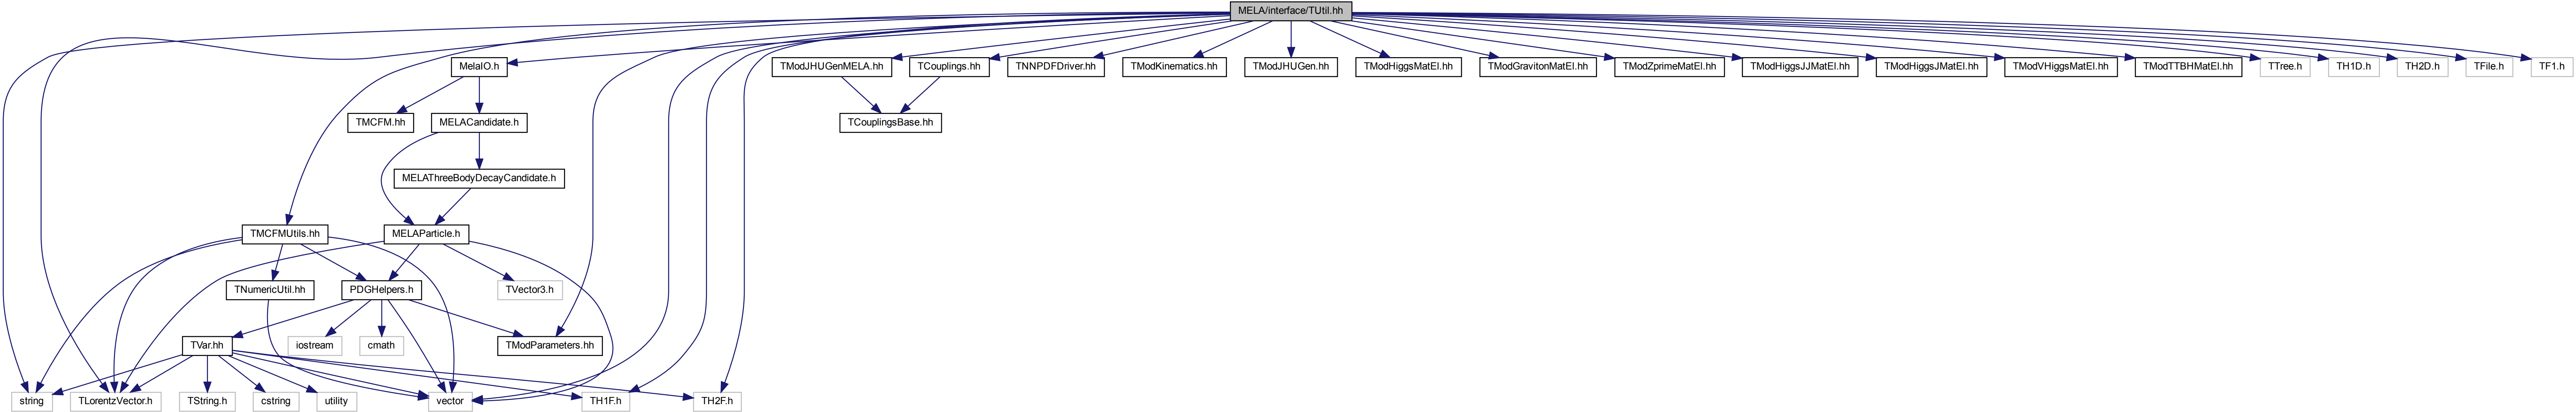 MELA/interface/TUtil.hh
MelaIO.h
TModJHUGenMELA.hh
TCouplings.hh
TNNPDFDriver.hh
TModKinematics.hh
TModJHUGen.hh
TModHiggsMatEl.hh
TModGravitonMatEl.hh
TModZprimeMatEl.hh
TModHiggsJJMatEl.hh
TModHiggsJMatEl.hh
TModVHiggsMatEl.hh
TModTTBHMatEl.hh
TTree.h
TH1D.h
TH2D.h
TFile.h
TF1.h
TMCFM.hh
MELACandidate.h
TCouplingsBase.hh
MELAThreeBodyDecayCandidate.h
TMCFMUtils.hh
MELAParticle.h
TNumericUtil.hh
PDGHelpers.h
TVector3.h
TVar.hh
iostream
cmath
TModParameters.hh
string
TLorentzVector.h
TString.h
cstring
utility
vector
TH1F.h
TH2F.h